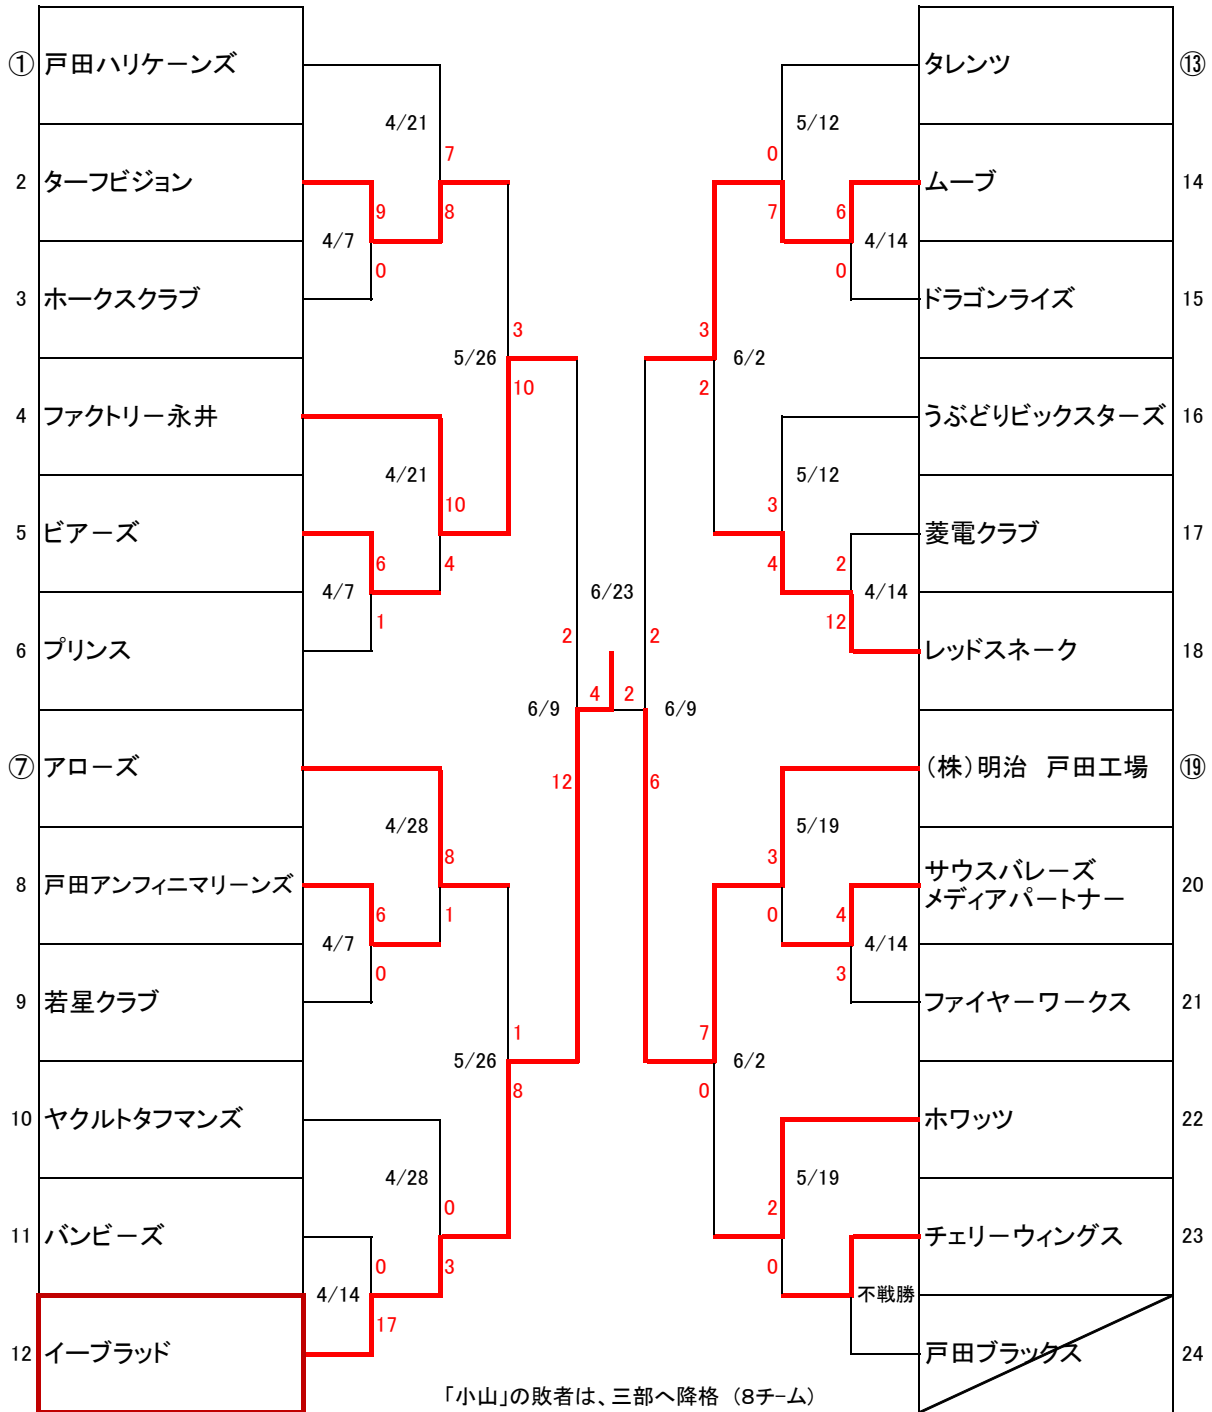 ① 戸田ハリケーンズ
2 ターフビジョン
3 ホークスクラブ
4 ファクトリー永井
5 ビアーズ
6 プリンス
⑦ アローズ
8 戸田アンフィニマリーンズ
9 若星クラブ
10 ヤクルトタフマンズ
11 バンビーズ
12 イーブラッド
4/21
7
8
9
4/7
0
3
5/26
10
4/21
10
4
6
4/7
1
2
6/9
12
4/28
8
1
6
4/7
0
1
5/26
8
4/28
0
3
0
4/14
17
6/23
4
2
タレンツ ⑬
ムーブ 14
ドラゴンライズ 15
うぶどりビックスターズ 16
菱電クラブ 17
レッドスネーク 18
(株)明治 戸田工場 ⑲
サウスバレーズ
メディアパートナー 20
ファイヤーワークス 21
ホワッツ 22
チェリーウィングス 23
戸田ブラックス 24
5/12
0
7
6
4/14
0
3
6/2
2
5/12
3
4
2
4/14
12
2
6/9
6
5/19
3
0
4
4/14
3
7
6/2
0
5/19
2
0
不戦勝
「小山」の敗者は、三部へ降格 (8チーム)